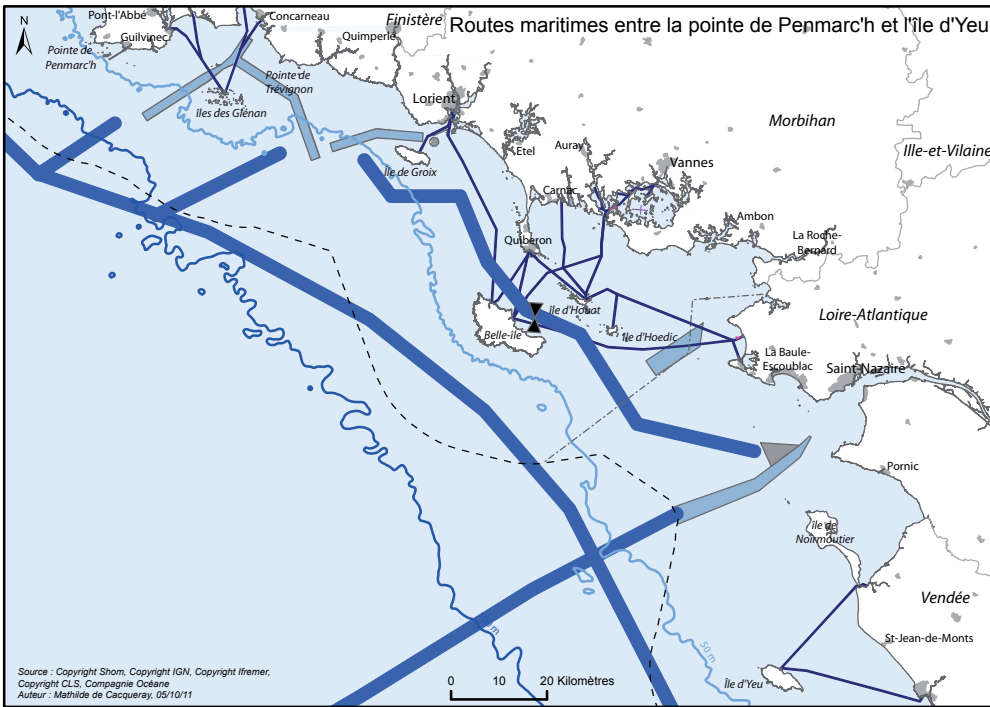 Routes maritimes entre la pointe de Penmarc'h et l'île d'Yeu
N
Pont-l'Abbé
Concarneau
Finistère
Guilvinec
Quimperlé
Pointe de
Penmarc'h
Pointe de
Trévignon
îles des Glénan
Lorient
Morbihan
Etel
Auray
Ille-et-Vilaine
Vannes
Île de Groix
Carnac
Ambon
La Roche-
Bernard
Quiberon
île d'Houat
Belle-île
île d'Hoedic
Loire-Atlantique
La Baule-
Escoublac
Saint-Nazaire
Pornic
île de
Noirmoutier
Vendée
St-Jean-de-Monts
50 m
Île d'Yeu
0 10 20 Kilomètres
Source : Copyright Shom, Copyright IGN, Copyright Ifremer,
Copyright CLS, Compagnie Océane
Auteur : Mathilde de Cacqueray, 05/10/11